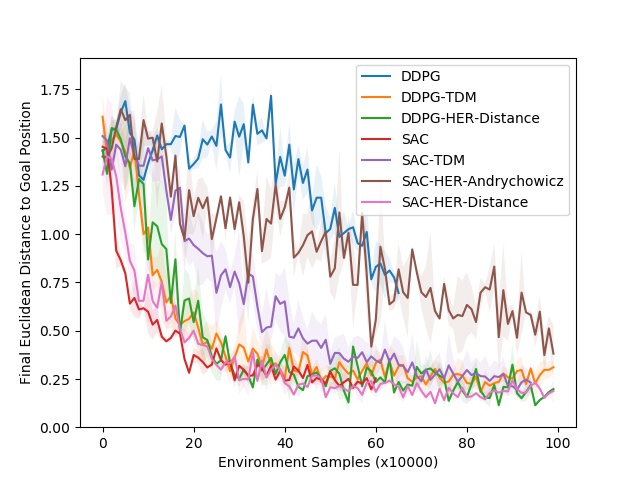 1.75
1.50
1.25
1.00
0.75
0.50
0.25
0.00
Final Euclidean Distance to Goal Position
DDPG
DDPG-TDM
DDPG-HER-Distance
SAC
SAC-TDM
SAC-HER-Andrychowicz
SAC-HER-Distance
0 20 40 60 80 100
Environment Samples (x10000)